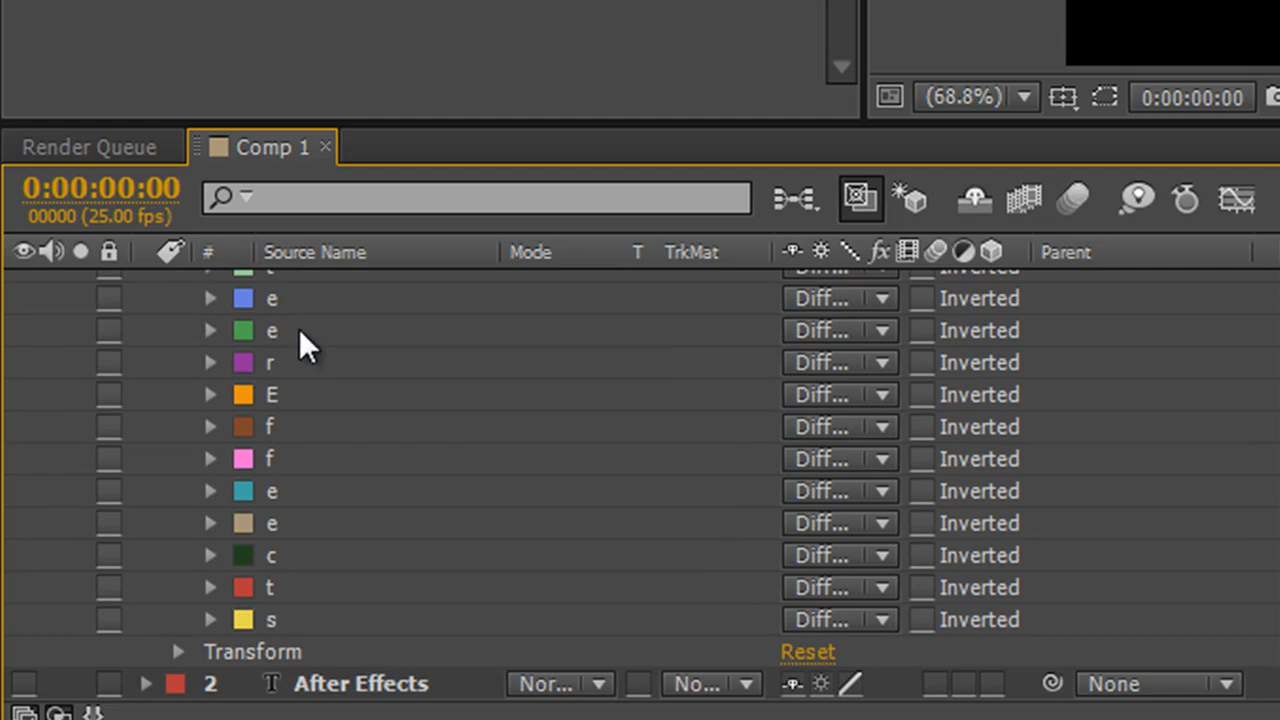 (68.8%) 0:00:00:00
Render Queue Comp 1 ×
0:00:00:00
00000 (25.00 fps)
# Source Name Mode T TrkMat fx Parent
e Diff... Inverted
e Diff... Inverted
r Diff... Inverted
E Diff... Inverted
f Diff... Inverted
f Diff... Inverted
e Diff... Inverted
e Diff... Inverted
c Diff... Inverted
t Diff... Inverted
s Diff... Inverted
Transform Reset
2 T After Effects Nor... No... None